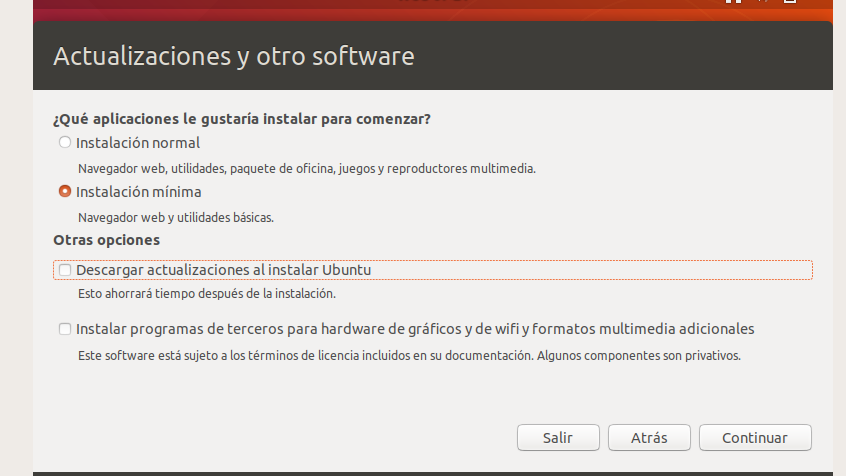 Actualizaciones y otro software
¿Qué aplicaciones le gustaría instalar para comenzar?
Instalación normal
Navegador web, utilidades, paquete de oficina, juegos y reproductores multimedia.
Instalación mínima
Navegador web y utilidades básicas.
Otras opciones
Descargar actualizaciones al instalar Ubuntu
Esto ahorrará tiempo después de la instalación.
Instalar programas de terceros para hardware de gráficos y de wifi y formatos multimedia adicionales
Este software está sujeto a los términos de licencia incluidos en su documentación. Algunos componentes son privativos.
Salir
Atrás
Continuar